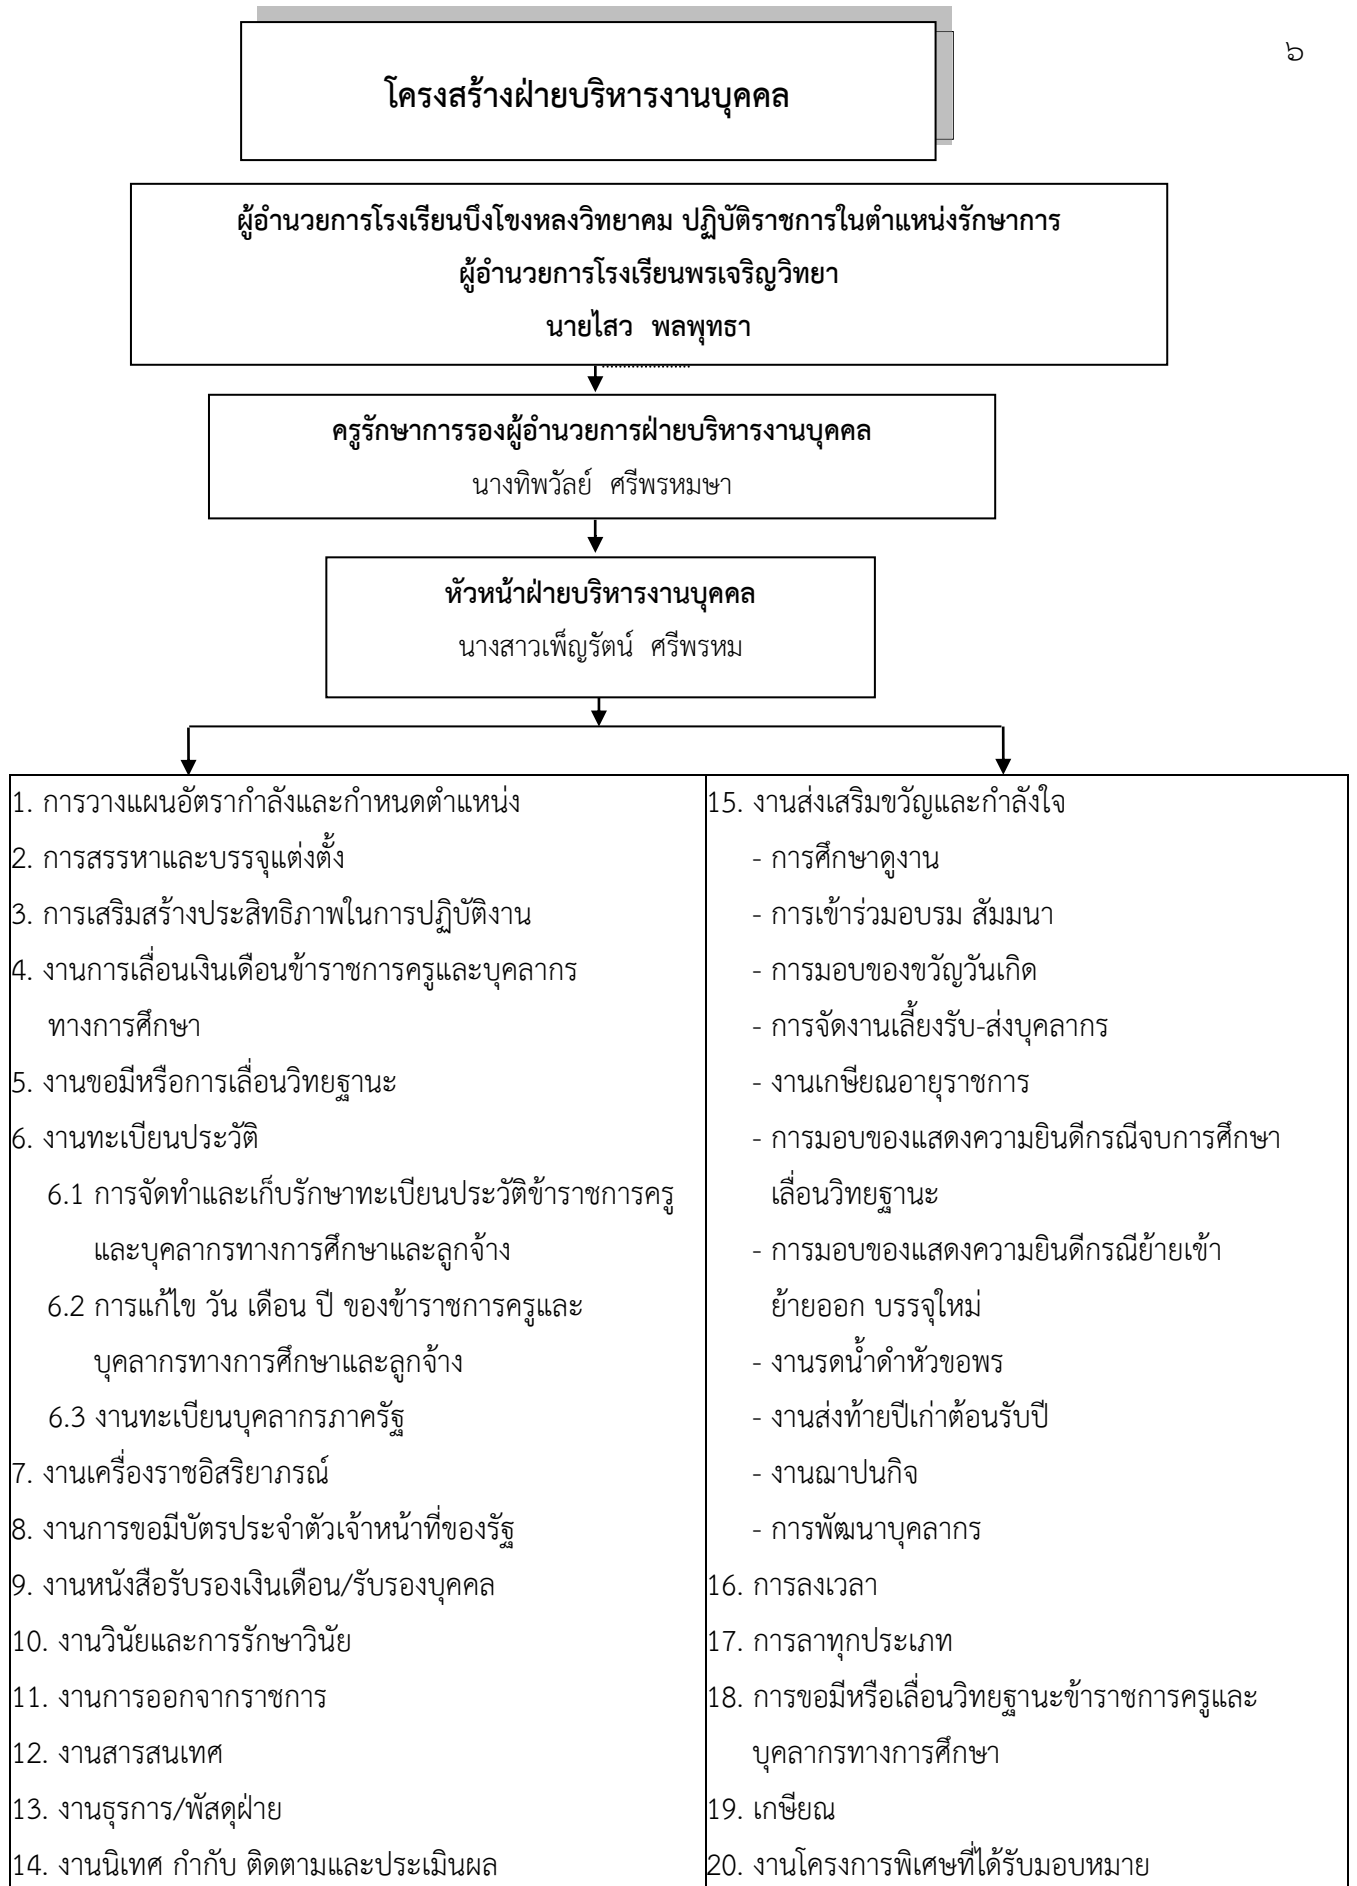 ๖
โครงสร้างฝ่ายบริหารงานบุคคล
ผู้อำนวยการโรงเรียนบึงโขงหลงวิทยาคม ปฏิบัติราชการในตำแหน่งรักษาการ
ผู้อำนวยการโรงเรียนพรเจริญวิทยา
นายไสว พลพุทธา
ครูรักษาการรองผู้อำนวยการฝ่ายบริหารงานบุคคล
นางทิพวัลย์ ศรีพรหมษา
หัวหน้าฝ่ายบริหารงานบุคคล
นางสาวเพ็ญรัตน์ ศรีพรหม
1. การวางแผนอัตรากำลังและกำหนดตำแหน่ง
2. การสรรหาและบรรจุแต่งตั้ง
3. การเสริมสร้างประสิทธิภาพในการปฏิบัติงาน
4. งานการเลื่อนเงินเดือนข้าราชการครูและบุคลากร
ทางการศึกษา
5. งานขอมีหรือการเลื่อนวิทยฐานะ
6. งานทะเบียนประวัติ
6.1 การจัดทำและเก็บรักษาทะเบียนประวัติข้าราชการครู
และบุคลากรทางการศึกษาและลูกจ้าง
6.2 การแก้ไข วัน เดือน ปี ของข้าราชการครูและ
บุคลากรทางการศึกษาและลูกจ้าง
6.3 งานทะเบียนบุคลากรภาครัฐ
7. งานเครื่องราชอิสริยาภรณ์
8. งานการขอมีบัตรประจำตัวเจ้าหน้าที่ของรัฐ
9. งานหนังสือรับรองเงินเดือน/รับรองบุคคล
10. งานวินัยและการรักษาวินัย
11. งานการออกจากราชการ
12. งานสารสนเทศ
13. งานธุรการ/พัสดุฝ่าย
14. งานนิเทศ กำกับ ติดตามและประเมินผล
15. งานส่งเสริมขวัญและกำลังใจ
- การศึกษาดูงาน
- การเข้าร่วมอบรม สัมมนา
- การมอบของขวัญวันเกิด
- การจัดงานเลี้ยงรับ-ส่งบุคลากร
- งานเกษียณอายุราชการ
- การมอบของแสดงความยินดีกรณีจบการศึกษา
เลื่อนวิทยฐานะ
- การมอบของแสดงความยินดีกรณีย้ายเข้า
ย้ายออก บรรจุใหม่
- งานรดน้ำดำหัวขอพร
- งานส่งท้ายปีเก่าต้อนรับปี
- งานฌาปนกิจ
- การพัฒนาบุคลากร
16. การลงเวลา
17. การลาทุกประเภท
18. การขอมีหรือเลื่อนวิทยฐานะข้าราชการครูและ
บุคลากรทางการศึกษา
19. เกษียณ
20. งานโครงการพิเศษที่ได้รับมอบหมาย